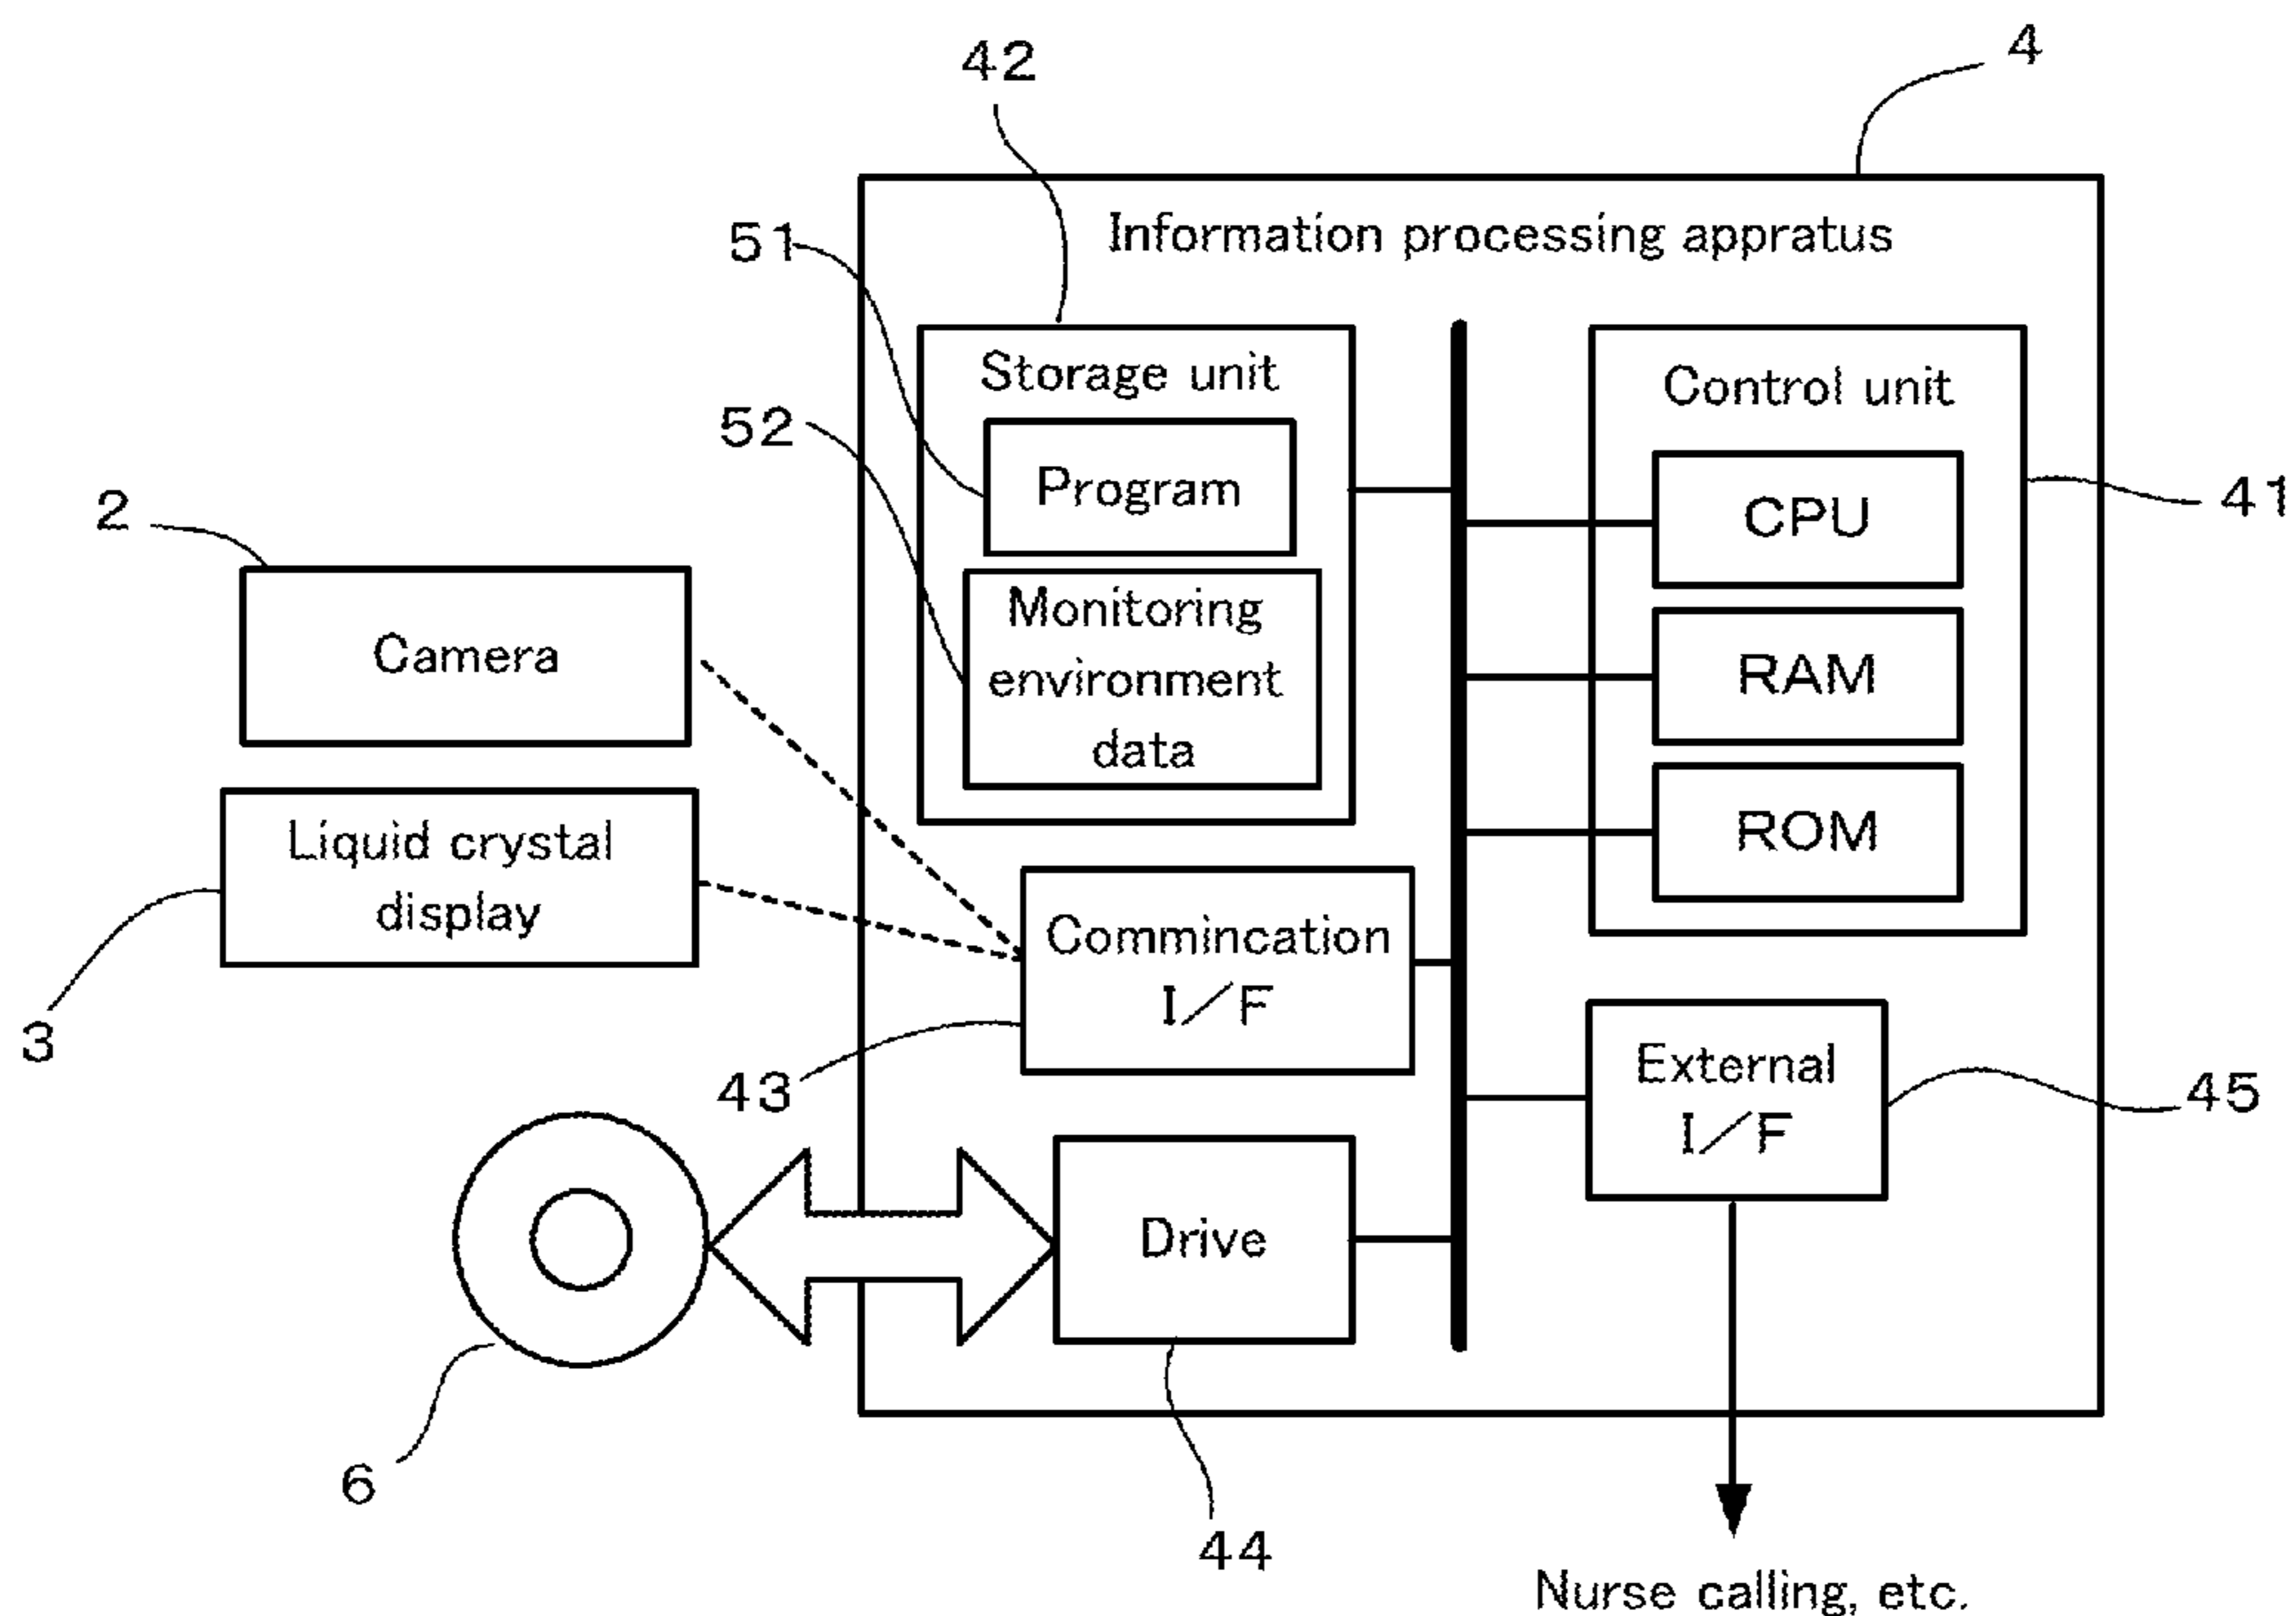 42
4
Information processing appratus
51
Storage unit
Control unit
52
Program
CPU
41
2
Camera
Monitoring
environment
data
RAM
Liquid crystal
display
ROM
3
Commincation
I/F
43
External
I/F
45
Drive
6
44
Nurse calling, etc.